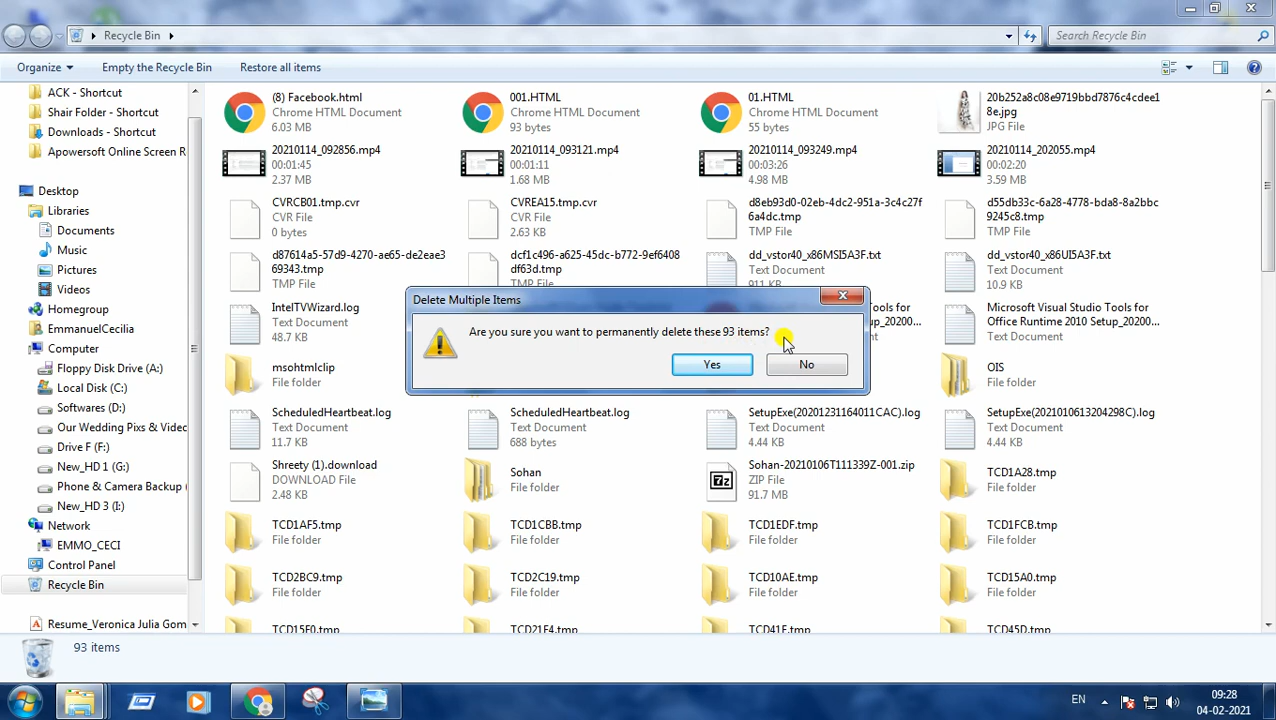 Recycle Bin
Search Recycle Bin
Organize
Empty the Recycle Bin
Restore all items
ACK - Shortcut
Shair Folder - Shortcut
Downloads - Shortcut
Apowersoft Online Screen R
Desktop
Libraries
Documents
Music
Pictures
Videos
Homegroup
EmmanuelCecilia
Computer
Floppy Disk Drive (A:)
Local Disk (C:)
Softwares (D:)
Our Wedding Pixs & Video
Drive F (F:)
New_HD 1 (G:)
Phone & Camera Backup (
New_HD 3 (I:)
Network
EMMO_CECI
Control Panel
Recycle Bin
Resume_Veronica Julia Gom
(8) Facebook.html
Chrome HTML Document
6.03 MB
001.HTML
Chrome HTML Document
93 bytes
01.HTML
Chrome HTML Document
55 bytes
20b252a8c08e9719bbd7876c4cdee1
8e.jpg
JPG File
20210114_092856.mp4
00:01:45
2.37 MB
20210114_093121.mp4
00:01:11
1.68 MB
20210114_093249.mp4
00:03:26
4.98 MB
20210114_202055.mp4
00:02:20
3.59 MB
CVRCB01.tmp.cvr
CVR File
0 bytes
CVREA15.tmp.cvr
CVR File
2.63 KB
d8eb93d0-02eb-4dc2-951a-3c4c27f
6a4dc.tmp
TMP File
d55db33c-6a28-4778-bda8-8a2bbc
9245c8.tmp
TMP File
d87614a5-57d9-4270-ae65-de2eae3
69343.tmp
TMP File
dcf1c496-a625-45dc-b772-9ef6408
df63d.tmp
TMP File
dd_vstor40_x86MSI5A3F.txt
Text Document
911 KB
dd_vstor40_x86UI5A3F.txt
Text Document
10.9 KB
IntelTVWizard.log
Text Document
48.7 KB
Tools for
up_20200...
Microsoft Visual Studio Tools for
Office Runtime 2010 Setup_20200...
msohtmlclip
File folder
OIS
File folder
ScheduledHeartbeat.log
Text Document
11.7 KB
ScheduledHeartbeat.log
Text Document
688 bytes
SetupExe(20201231164011CAC).log
Text Document
4.44 KB
SetupExe(2021010613204298C).log
Text Document
4.44 KB
Shreety (1).download
DOWNLOAD File
2.48 KB
Sohan
File folder
Sohan-20210106T111339Z-001.zip
ZIP File
91.7 MB
TCD1A28.tmp
File folder
TCD1AF5.tmp
File folder
TCD1CBB.tmp
File folder
TCD1EDF.tmp
File folder
TCD1FCB.tmp
File folder
TCD2BC9.tmp
File folder
TCD2C19.tmp
File folder
TCD10AE.tmp
File folder
TCD15A0.tmp
File folder
TCD15F0.tmp
TCD21F4.tmp
TCD41F.tmp
TCD45D.tmp
Delete Multiple Items
Are you sure you want to permanently delete these 93 items?
Yes
No
93 items
EN
09:28
04-02-2021